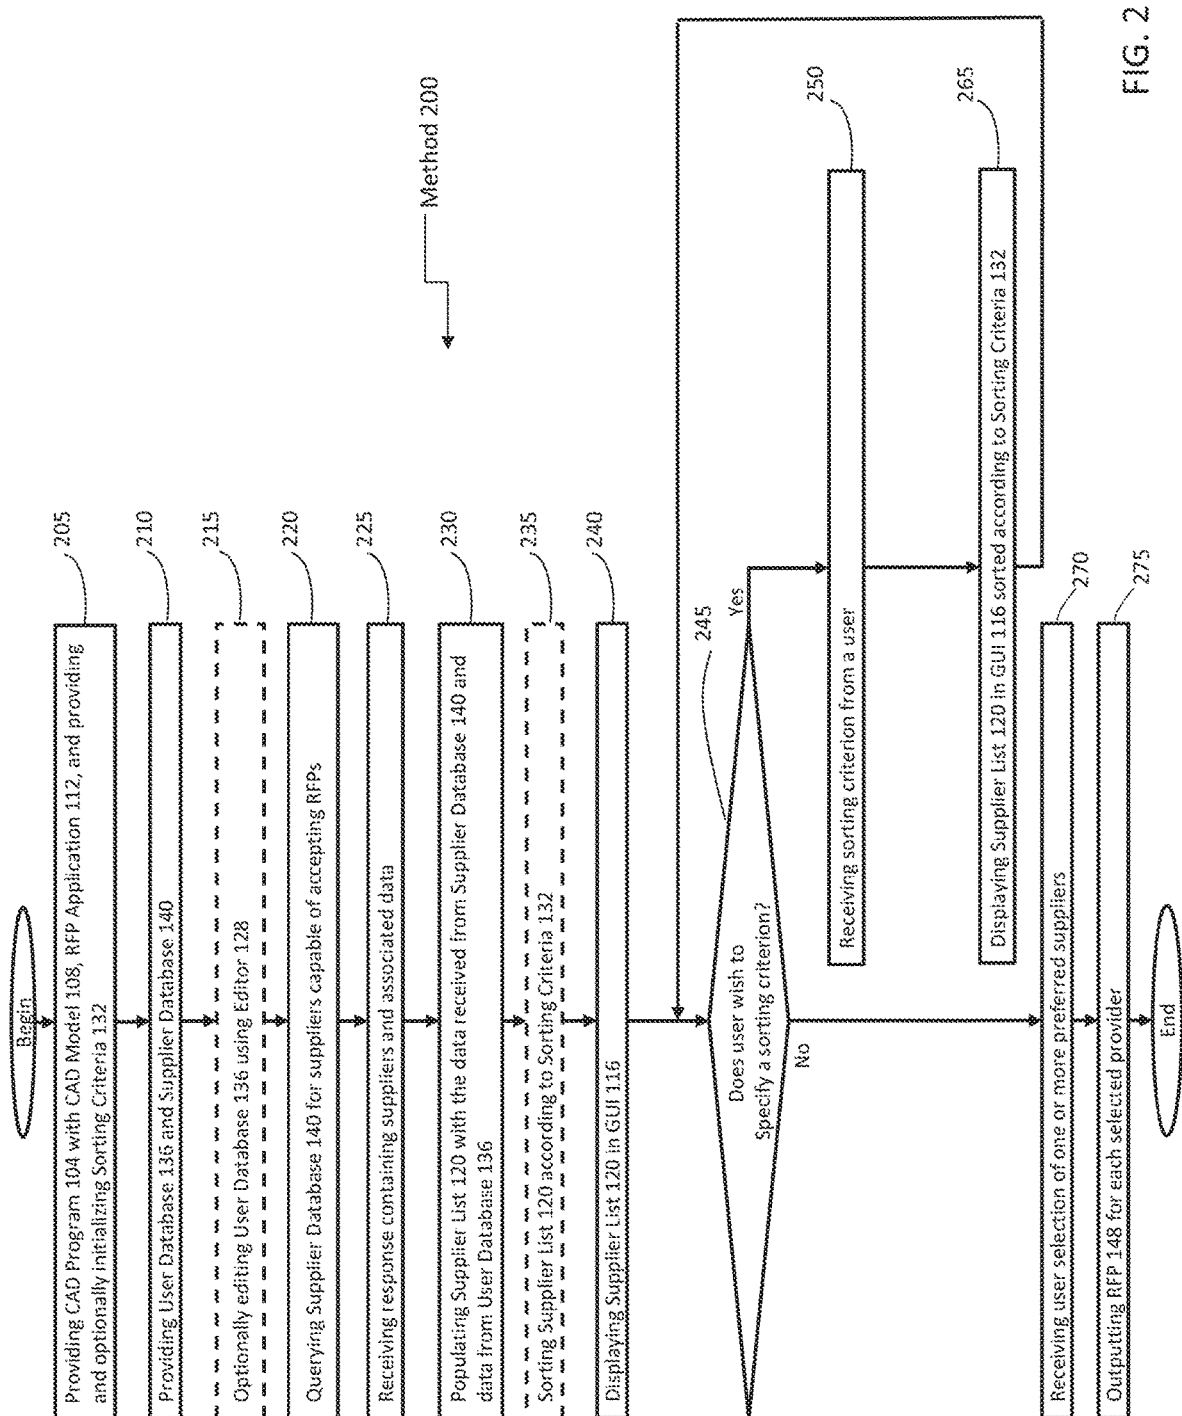 Begin
Providing CAD Program 104 with CAD Model 108, RFP Application 112, and providing
and optionally initializing Sorting Criteria 132
205
Providing User Database 136 and Supplier Database 140
210
Optionally editing User Database 136 using Editor 128
215
Querying Supplier Database 140 for suppliers capable of accepting RFPs
220
Receiving response containing suppliers and associated data
225
Populating Supplier List 120 with the data received from Supplier Database 140 and
data from User Database 136
230
Sorting Supplier List 120 according to Sorting Criteria 132
235
Displaying Supplier List 120 in GUI 116
240
Method 200
Does user wish to
Specify a sorting criterion?
245
Yes
No
Receiving sorting criterion from a user
250
Displaying Supplier List 120 in GUI 116 sorted according to Sorting Criteria 132
265
Receiving user selection of one or more preferred suppliers
270
Outputting RFP 148 for each selected provider
275
End
FIG. 2